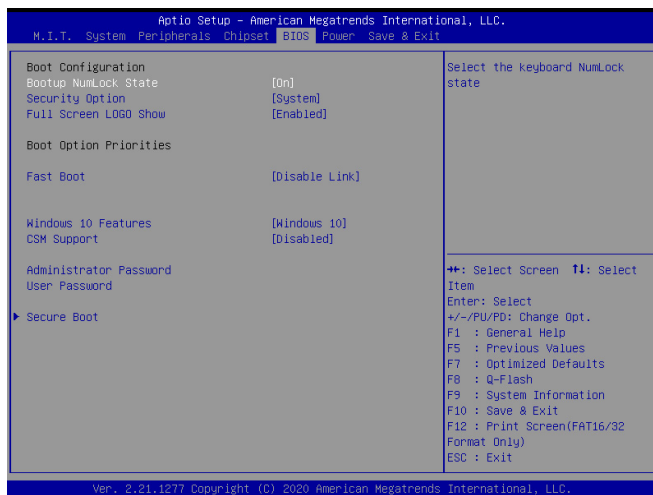 Aptio Setup – American Megatrends International, LLC.
M.I.T. System Peripherals Chipset BIOS Power Save & Exit
Boot Configuration
Bootup NumLock State [On]
Security Option [System]
Full Screen LOGO Show [Enabled]
Boot Option Priorities
Fast Boot [Disable Link]
Windows 10 Features [Windows 10]
CSM Support [Disabled]
Administrator Password
User Password
Secure Boot
Select the keyboard NumLock
state
→←: Select Screen ↑↓: Select
Item
Enter: Select
+/-/PU/PD: Change Opt.
F1 : General Help
F5 : Previous Values
F7 : Optimized Defaults
F8 : Q-Flash
F9 : System Information
F10 : Save & Exit
F12 : Print Screen(FAT16/32
Format Only)
ESC : Exit
Ver. 2.21.1277 Copyright (C) 2020 American Megatrends International, LLC.